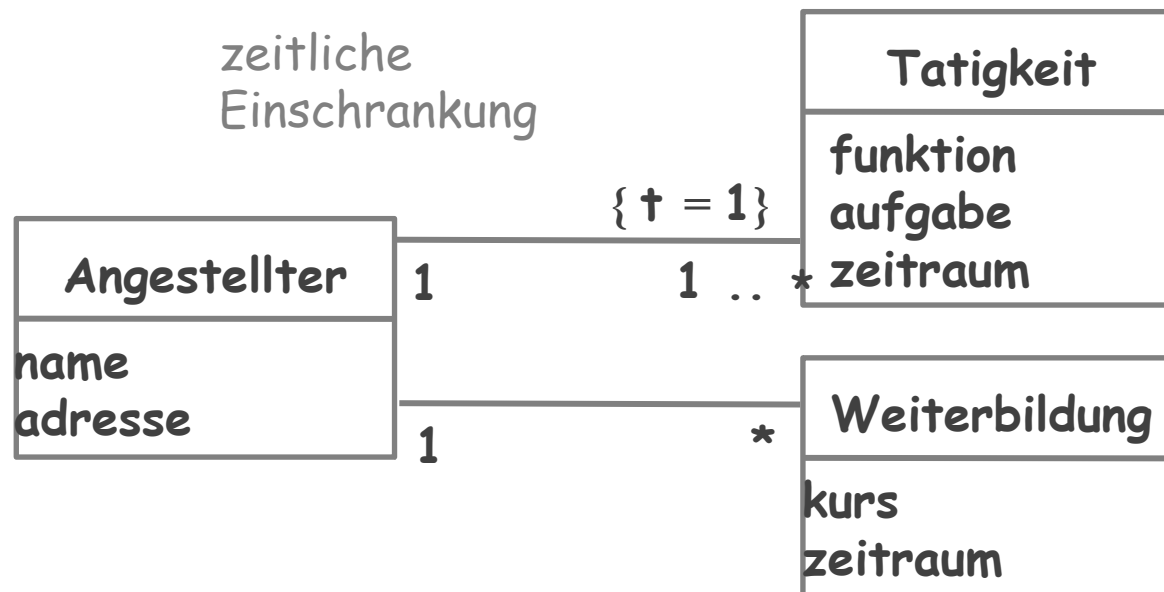 zeitliche
Einschrankung
Tatigkeit
funktion
aufgabe
zeitraum
{ t = 1}
1 .. *
Angestellter
1
name
adresse
1
*
Weiterbildung
kurs
zeitraum